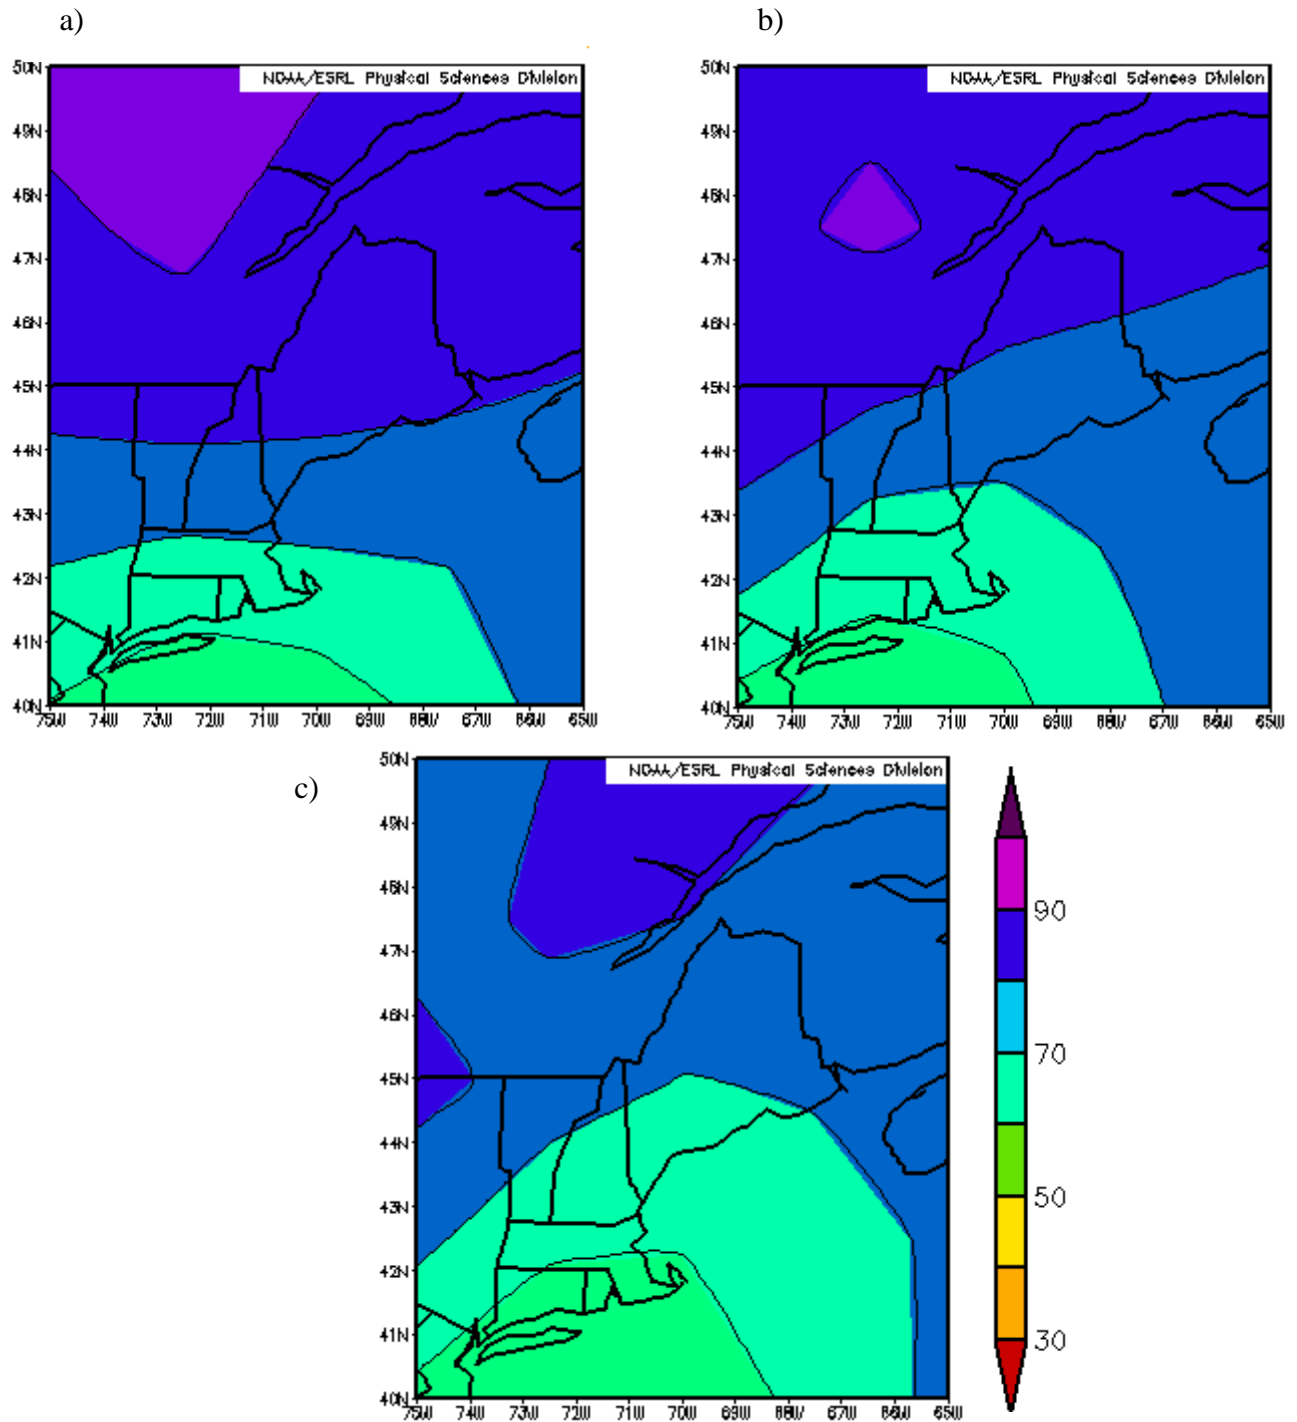 a)
b)
NOAA/ESRL Physical Sciences Division
NOAA/ESRL Physical Sciences Division
50N
49N
48N
47N
46N
45N
44N
43N
42N
41N
40N
75W 74W 73W 72W 71W 70W 69W 68W 67W 66W 65W
50N
49N
48N
47N
46N
45N
44N
43N
42N
41N
40N
75W 74W 73W 72W 71W 70W 69W 68W 67W 66W 65W
c)
NOAA/ESRL Physical Sciences Division
50N
49N
48N
47N
46N
45N
44N
43N
42N
41N
40N
75W 74W 73W 72W 71W 70W 69W 68W 67W 66W 65W
90
70
50
30